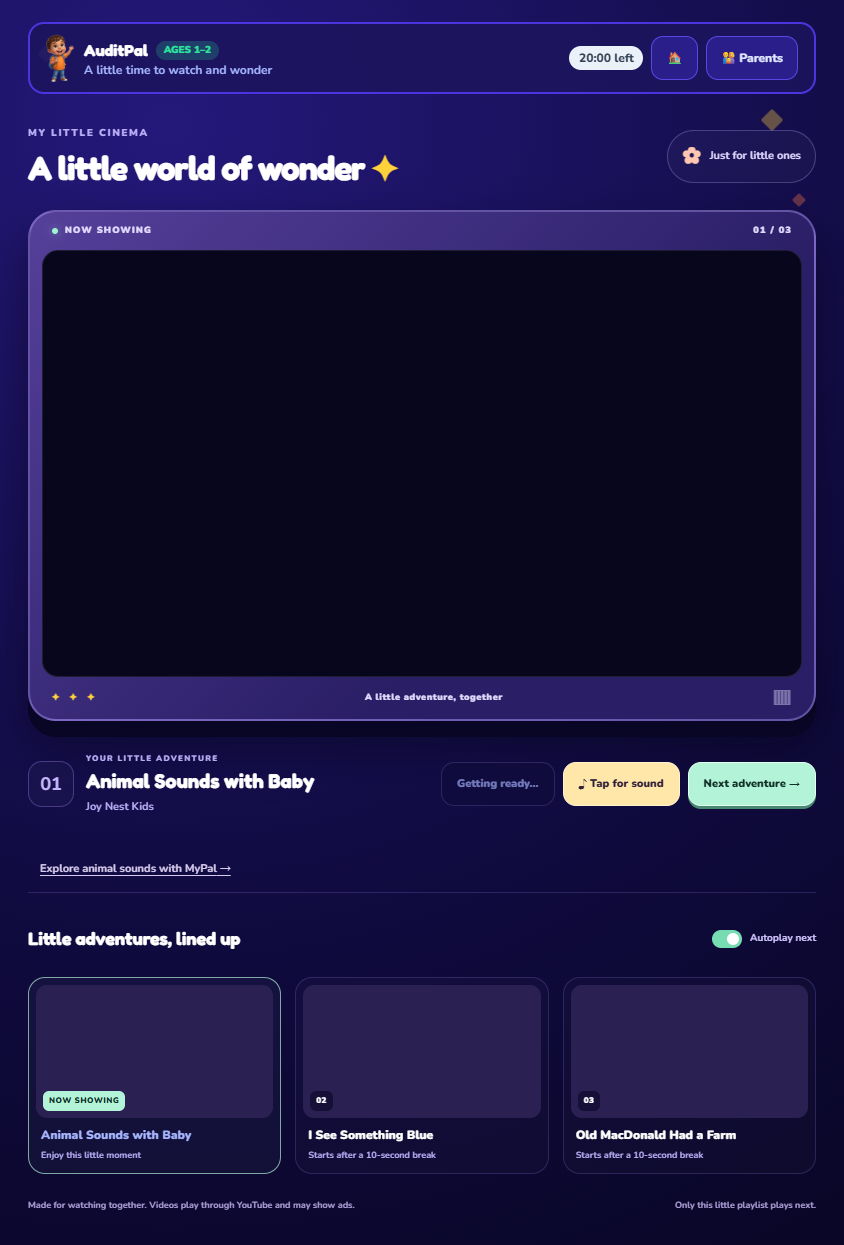 AuditPal AGES 1–2
A little time to watch and wonder
20:00 left
Parents
MY LITTLE CINEMA
A little world of wonder
Just for little ones
NOW SHOWING
01 / 03
A little adventure, together
01
YOUR LITTLE ADVENTURE
Animal Sounds with Baby
Joy Nest Kids
Getting ready...
♪ Tap for sound
Next adventure →
Explore animal sounds with MyPal →
Little adventures, lined up
Autoplay next
NOW SHOWING
Animal Sounds with Baby
Enjoy this little moment
02
I See Something Blue
Starts after a 10-second break
03
Old MacDonald Had a Farm
Starts after a 10-second break
Made for watching together. Videos play through YouTube and may show ads.
Only this little playlist plays next.